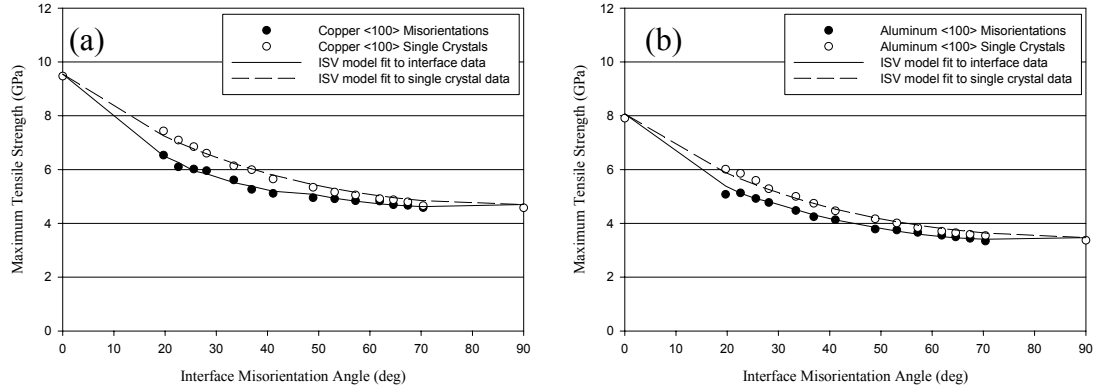 (a)
Copper <100> Misorientations
Copper <100> Single Crystals
ISV model fit to interface data
ISV model fit to single crystal data
Maximum Tensile Strength (GPa)
12
10
8
6
4
2
0
0 10 20 30 40 50 60 70 80 90
Interface Misorientation Angle (deg)
(b)
Aluminum <100> Misorientations
Aluminum <100> Single Crystals
ISV model fit to interface data
ISV model fit to single crystal data
Maximum Tensile Strength (GPa)
12
10
8
6
4
2
0
0 10 20 30 40 50 60 70 80 90
Interface Misorientation Angle (deg)